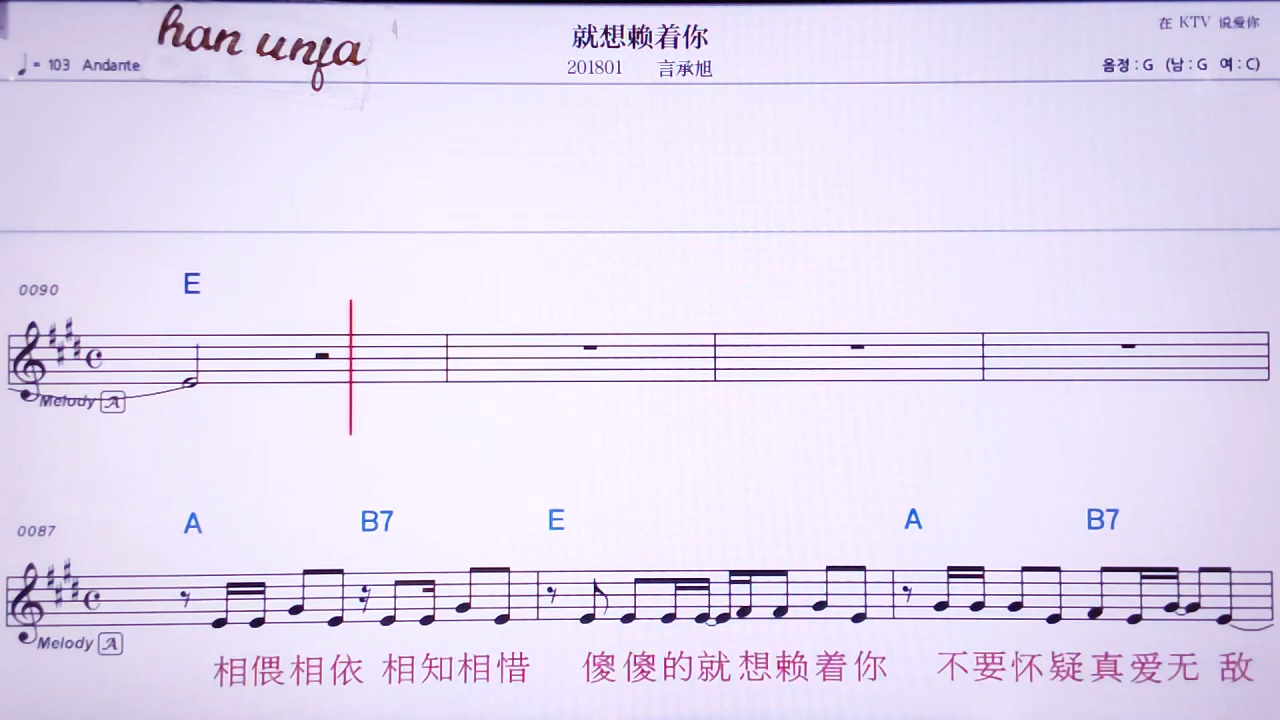 han unfa
就想赖着你
在 KTV 说爱你
♩= 103 Andante
201801 言承旭
음정 : G (남 : G 여 : C)
E
0090
Melody A
A B7 E A B7
0087
Melody A
相偎相依 相知相惜 傻傻的就想赖着你 不要怀疑真爱无 敌